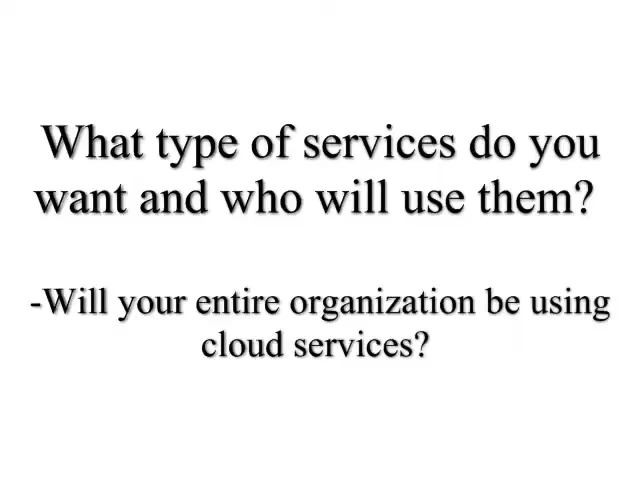 What type of services do you
want and who will use them?
-Will your entire organization be using
cloud services?